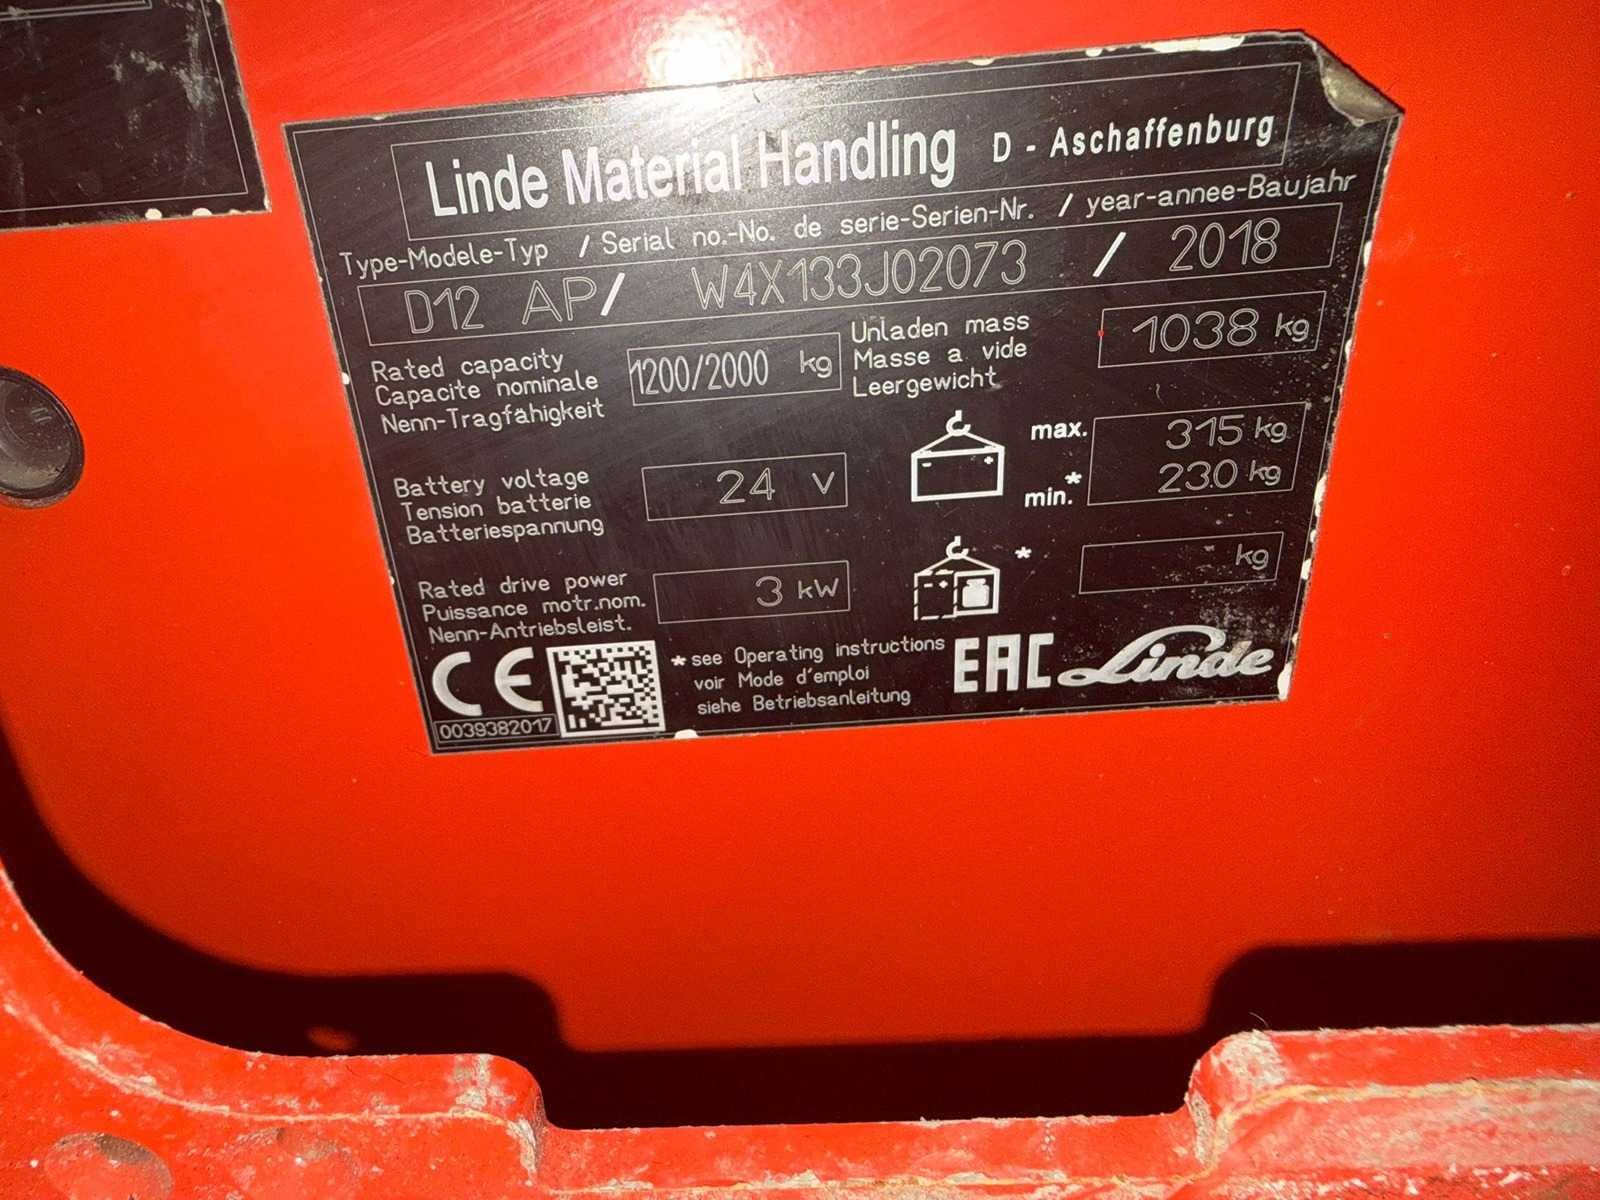 Linde Material Handling D - Aschaffenburg
Type-Modele-Typ / Serial no.-No. de serie-Serien-Nr. / year-annee-Baujahr
D12 AP/ W4X133J02073 / 2018
Rated capacity
Capacite nominale
Nenn-Tragfähigkeit
1200/2000 kg
Unladen mass
Masse a vide
Leergewicht
1038 kg
Battery voltage
Tension batterie
Batteriespannung
24 V
- +
max. 315 kg
min.* 230 kg
Rated drive power
Puissance motr.nom.
Nenn-Antriebsleist.
3 kW
- +
* kg
CE
0039382017
*see Operating instructions
voir Mode d'emploi
siehe Betriebsanleitung
EAC Linde